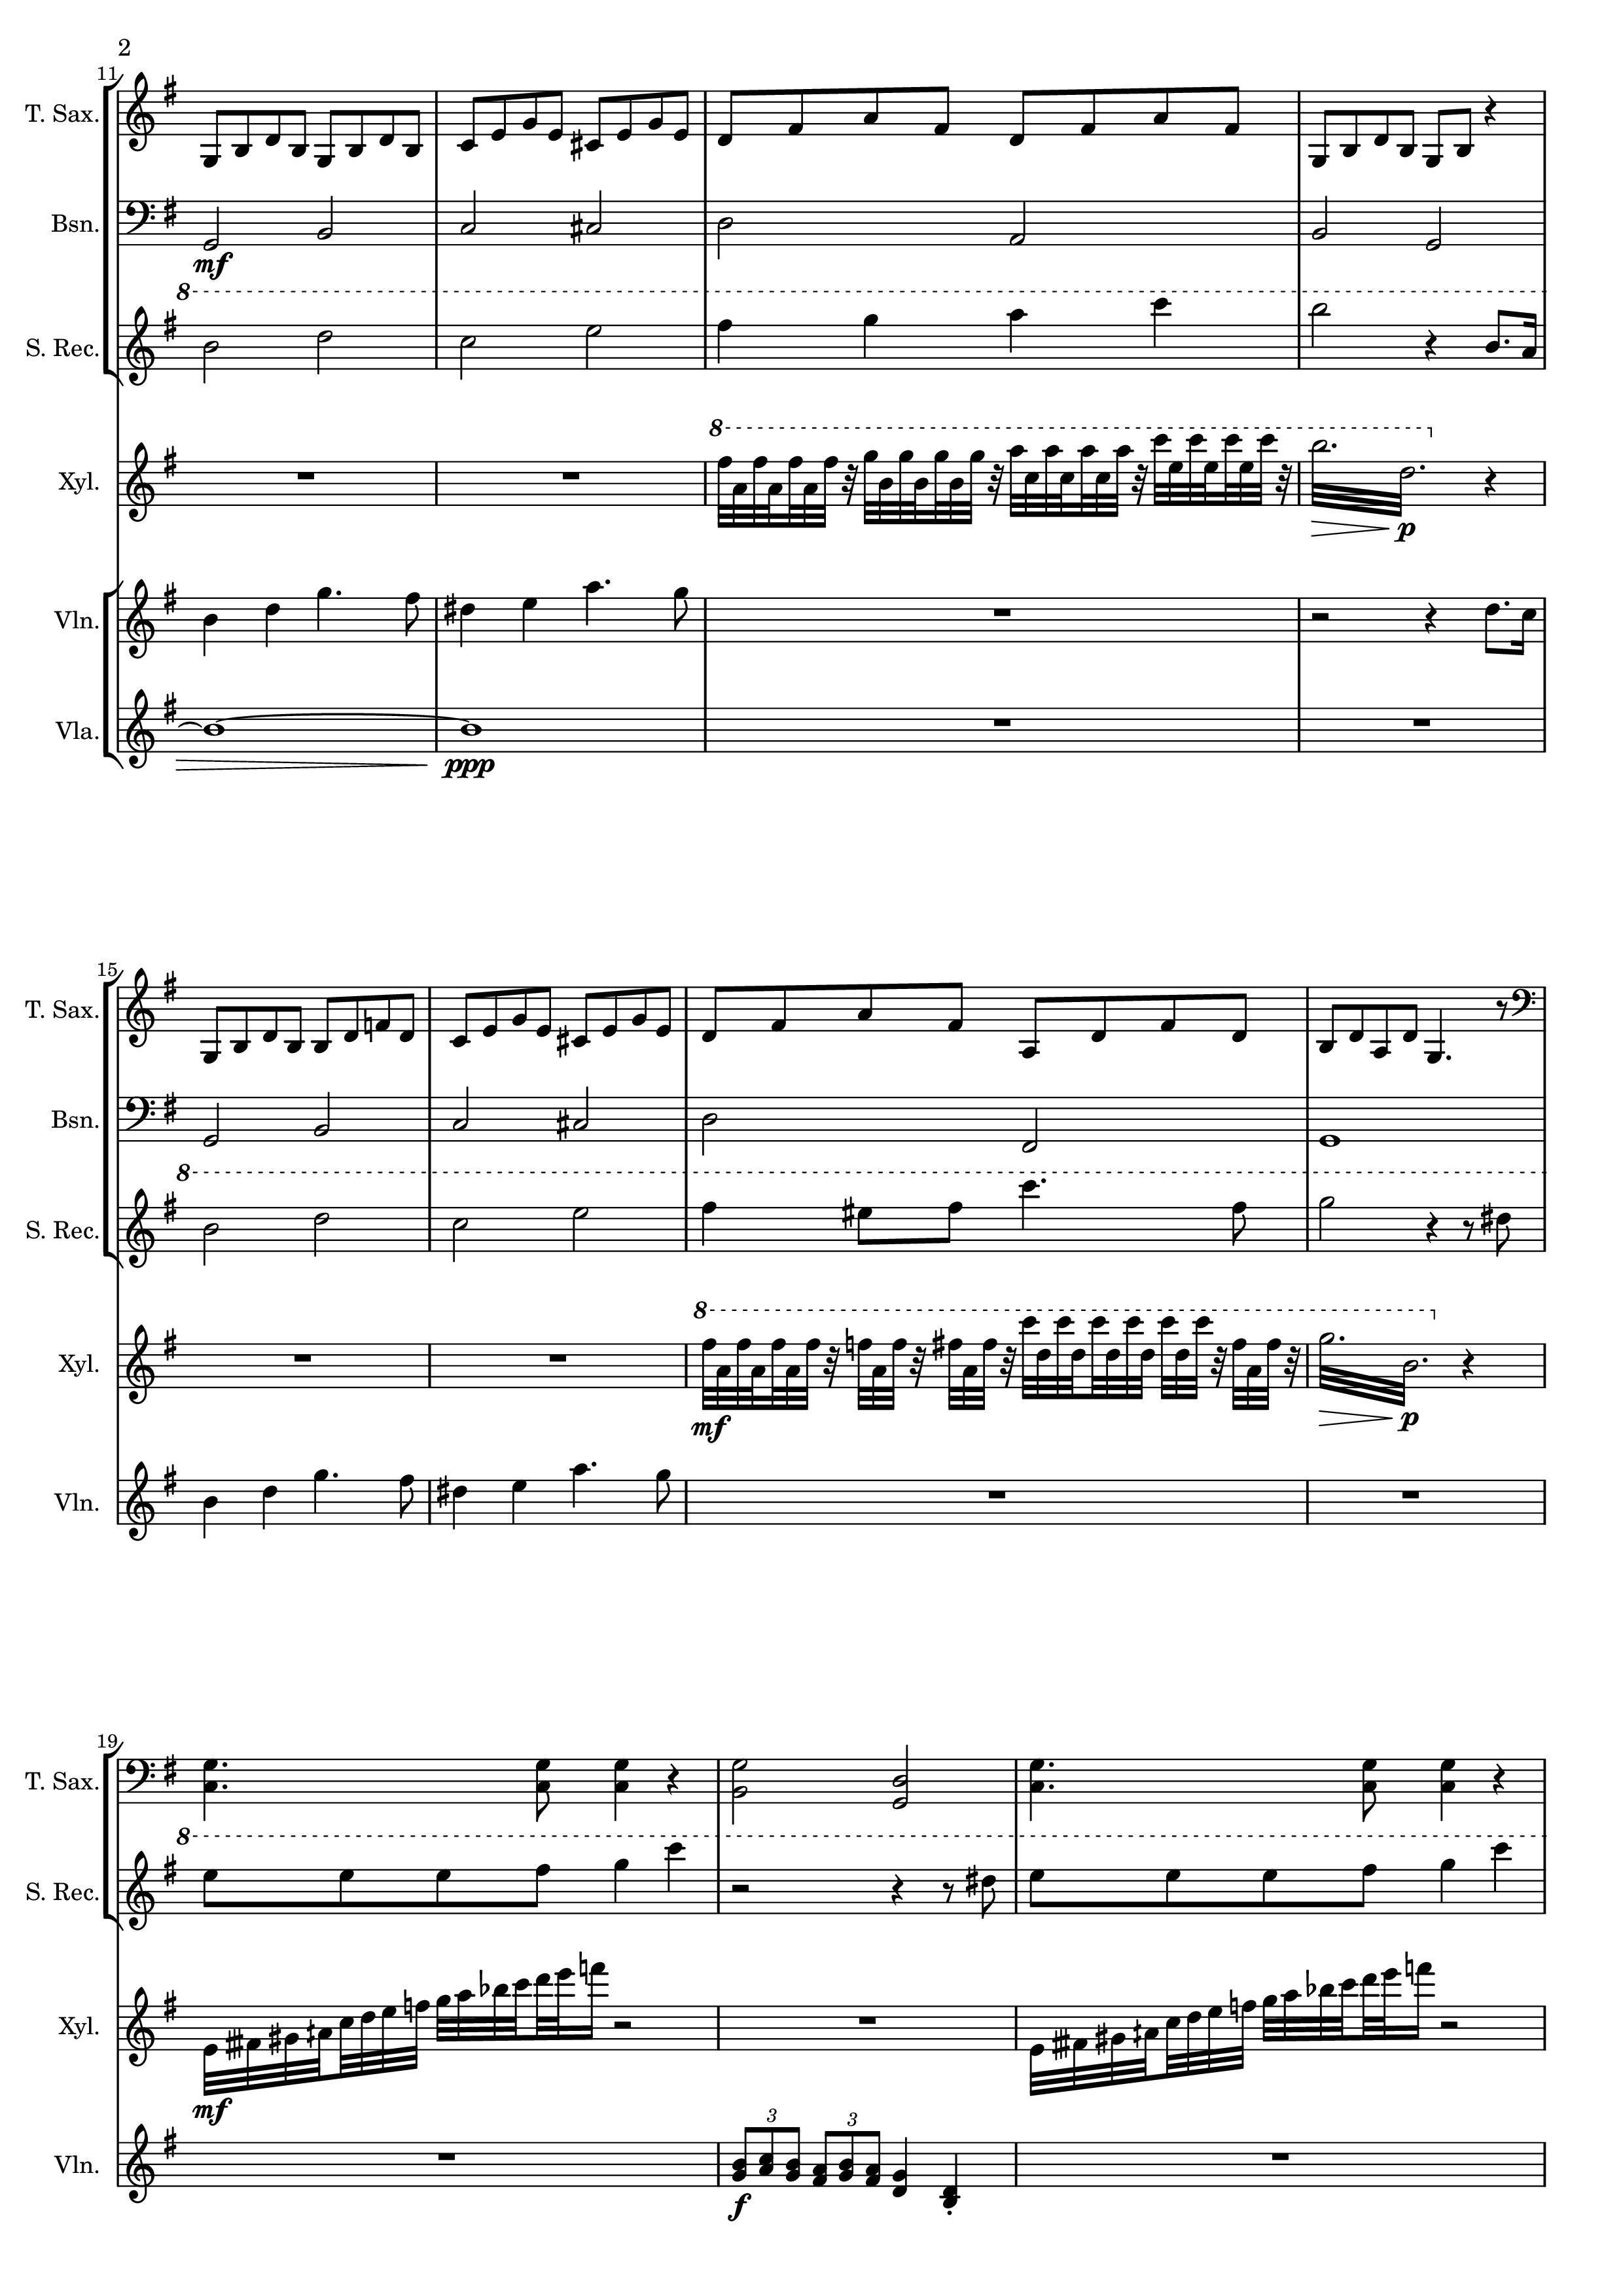 2
11
T. Sax.
Bsn.
mf
8
S. Rec.
8
Xyl.
p
Vln.
Vla.
ppp
15
T. Sax.
Bsn.
8
S. Rec.
8
Xyl.
mf
p
Vln.
19
T. Sax.
8
S. Rec.
Xyl.
mf
3 3
Vln.
f